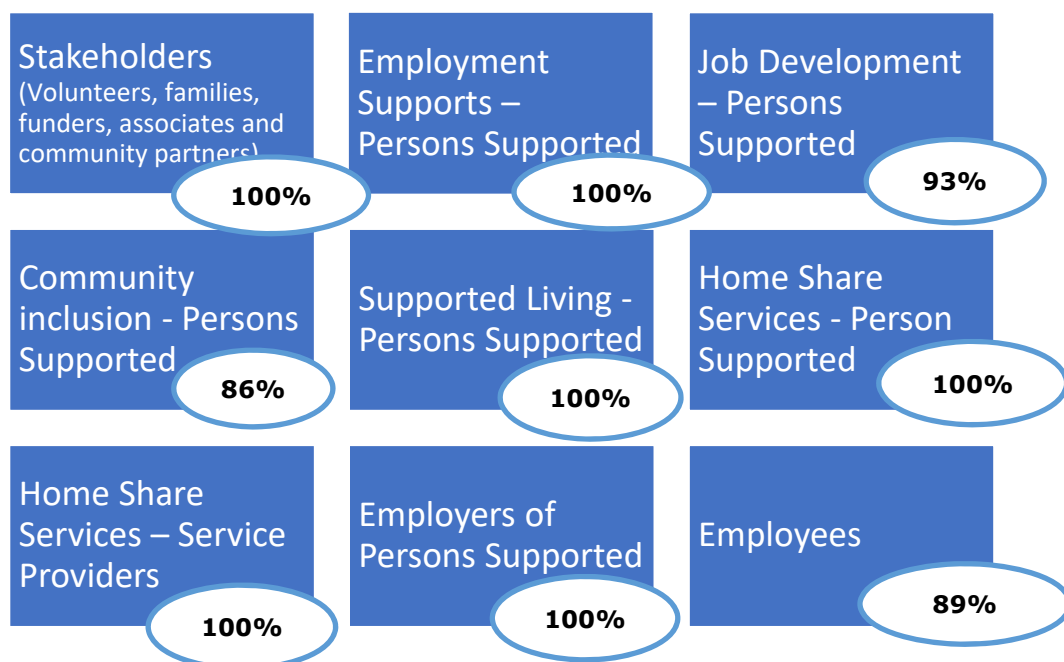 Stakeholders
(Volunteers, families,
funders, associates and
community partners)
100%
Employment
Supports –
Persons Supported
100%
Job Development
– Persons
Supported
93%
Community
inclusion - Persons
Supported
86%
Supported Living -
Persons Supported
100%
Home Share
Services - Person
Supported
100%
Home Share
Services – Service
Providers
100%
Employers of
Persons Supported
100%
Employees
89%